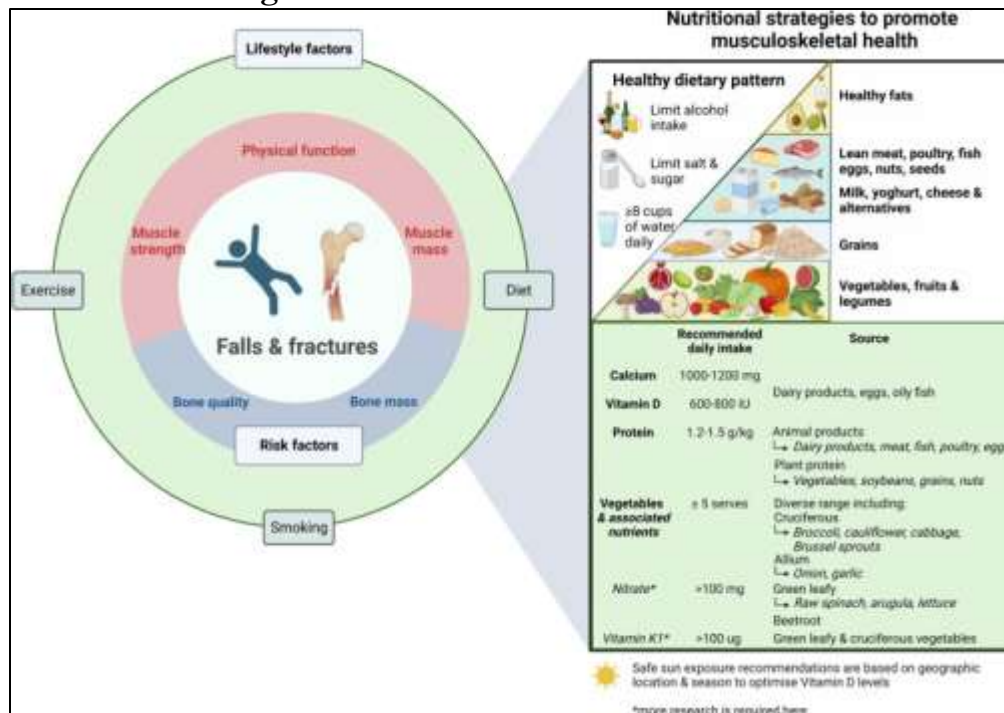 Nutritional strategies to promote
musculoskeletal health
Lifestyle factors
Physical function
Muscle
strength
Muscle
mass
Exercise
Diet
Falls & fractures
Bone quality
Bone mass
Risk factors
Smoking
Healthy dietary pattern
Limit alcohol
intake
Limit salt &
sugar
≥8 cups
of water
daily
Healthy fats
Lean meat, poultry, fish
eggs, nuts, seeds
Milk, yoghurt, cheese &
alternatives
Grains
Vegetables, fruits &
legumes
Recommended
daily intake
Source
Calcium 1000-1200 mg
Dairy products, eggs, oily fish
Vitamin D 600-800 IU
Protein 1.2-1.5 g/kg Animal products
↳ Dairy products, meat, fish, poultry, egg
Plant protein
↳ Vegetables, soybeans, grains, nuts
Vegetables 5 serves Diverse range including:
& associated Cruciferous
nutrients ↳ Broccoli, cauliflower, cabbage,
Brussel sprouts
Allium
↳ Onion, garlic
Nitrate* >100 mg Green leafy
↳ Raw spinach, arugula, lettuce
Beetroot
Vitamin K1* >100 ug Green leafy & cruciferous vegetables
Safe sun exposure recommendations are based on geographic
location & season to optimise Vitamin D levels
*more research is required here